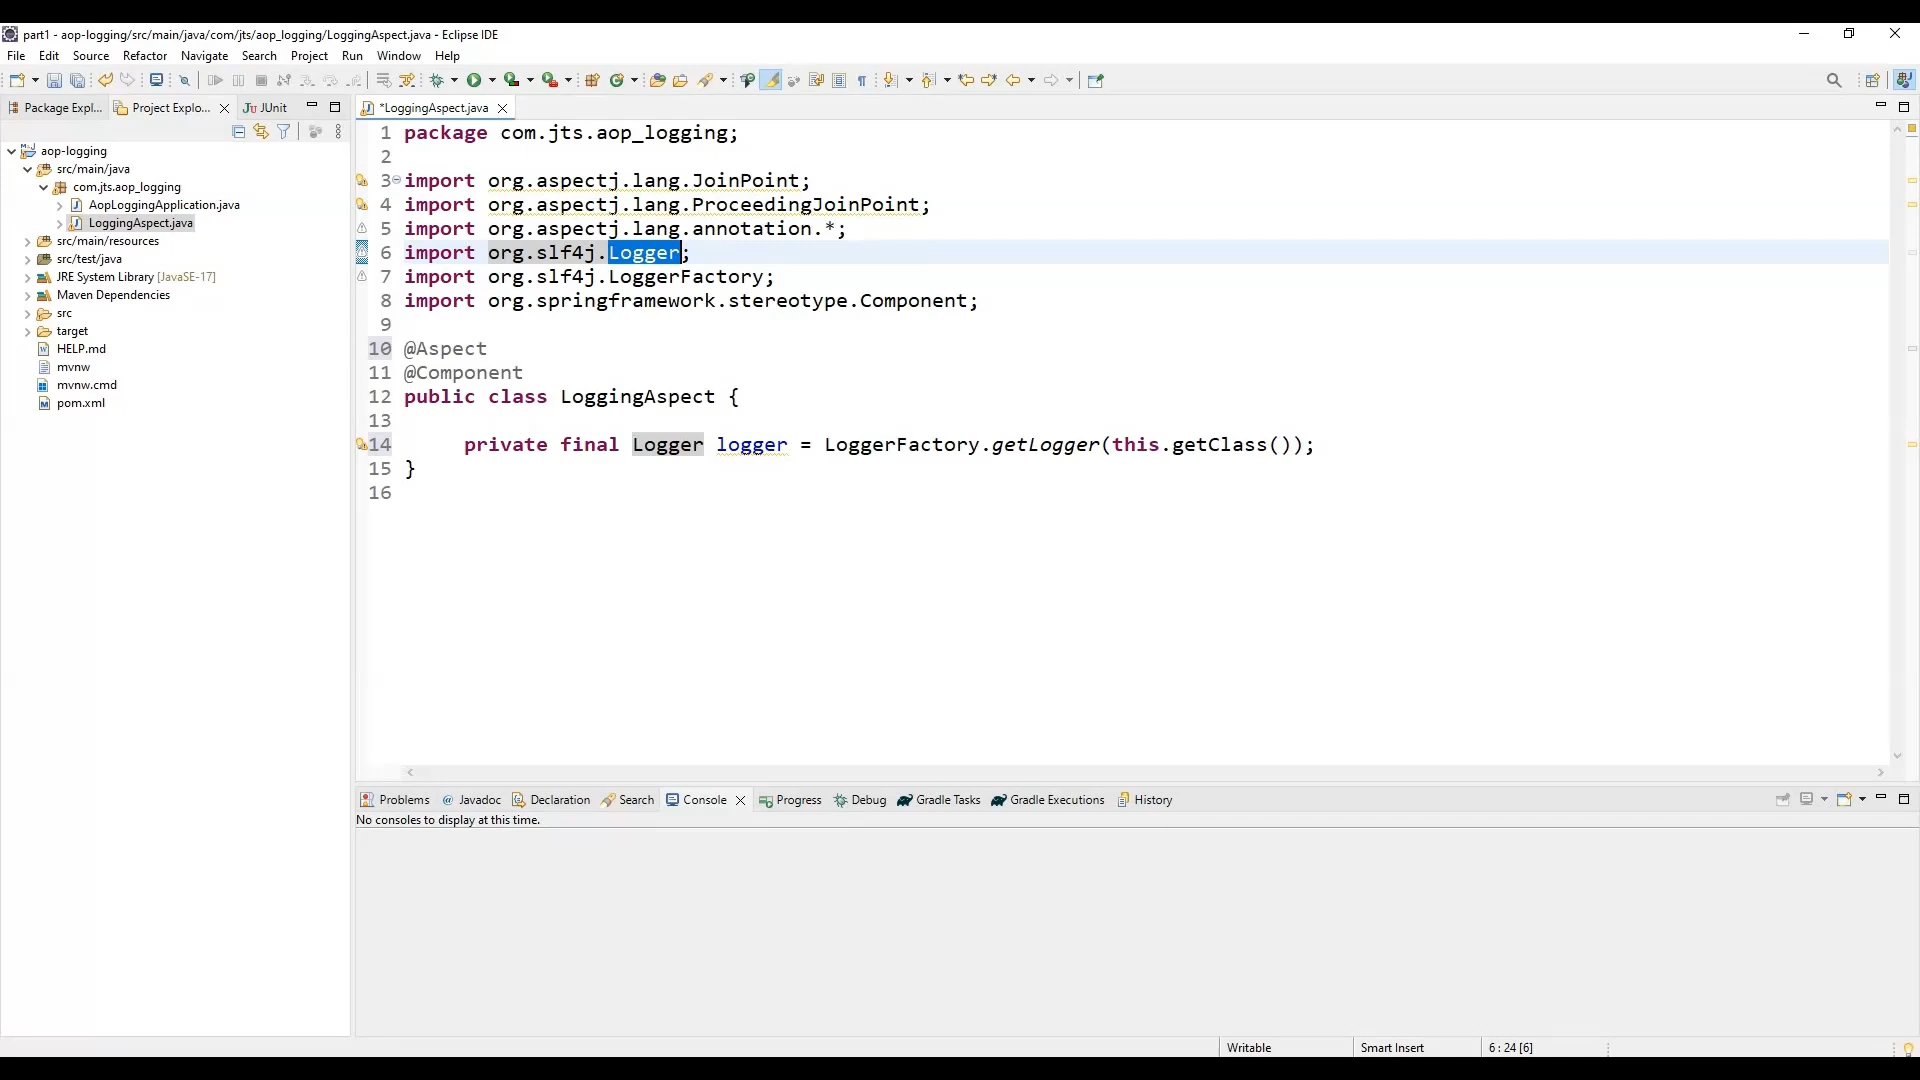 part1 - aop-logging/src/main/java/com/jts/aop_logging/LoggingAspect.java - Eclipse IDE
File Edit Source Refactor Navigate Search Project Run Window Help
Package Expl... Project Explo... JUnit
*LoggingAspect.java
aop-logging
src/main/java
com.jts.aop_logging
AopLoggingApplication.java
LoggingAspect.java
src/main/resources
src/test/java
JRE System Library [JavaSE-17]
Maven Dependencies
src
target
HELP.md
mvnw
mvnw.cmd
pom.xml
1 package com.jts.aop_logging;
2
3 import org.aspectj.lang.JoinPoint;
4 import org.aspectj.lang.ProceedingJoinPoint;
5 import org.aspectj.lang.annotation.*;
6 import org.slf4j.Logger;
7 import org.slf4j.LoggerFactory;
8 import org.springframework.stereotype.Component;
9
10 @Aspect
11 @Component
12 public class LoggingAspect {
13
14 private final Logger logger = LoggerFactory.getLogger(this.getClass());
15 }
16
Problems Javadoc Declaration Search Console Progress Debug Gradle Tasks Gradle Executions History
No consoles to display at this time.
Writable Smart Insert 6 : 24 [6]